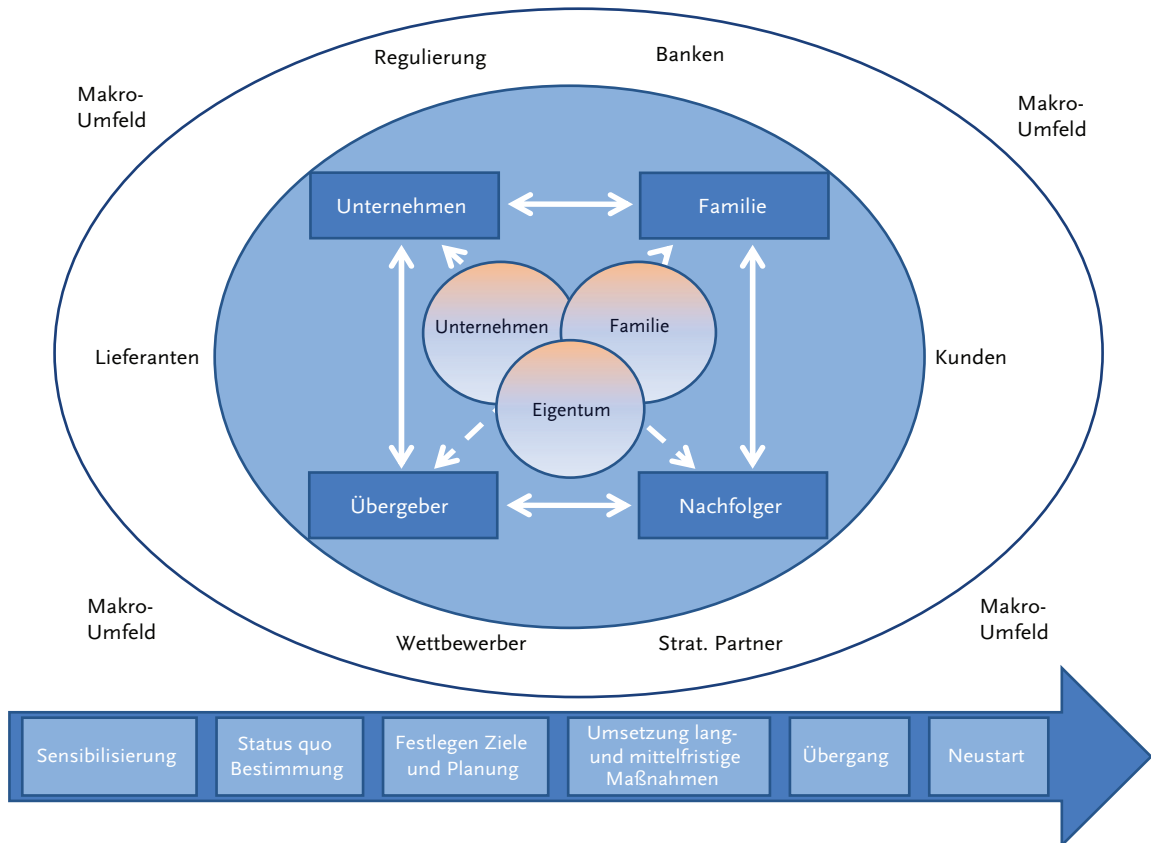 Regulierung
Banken
Makro-
Umfeld
Makro-
Umfeld
Unternehmen
Familie
Unternehmen
Familie
Lieferanten
Kunden
Eigentum
Übergeber
Nachfolger
Makro-
Umfeld
Makro-
Umfeld
Wettbewerber
Strat. Partner
Sensibilisierung
Status quo
Bestimmung
Festlegen Ziele
und Planung
Umsetzung lang-
und mittelfristige
Maßnahmen
Übergang
Neustart